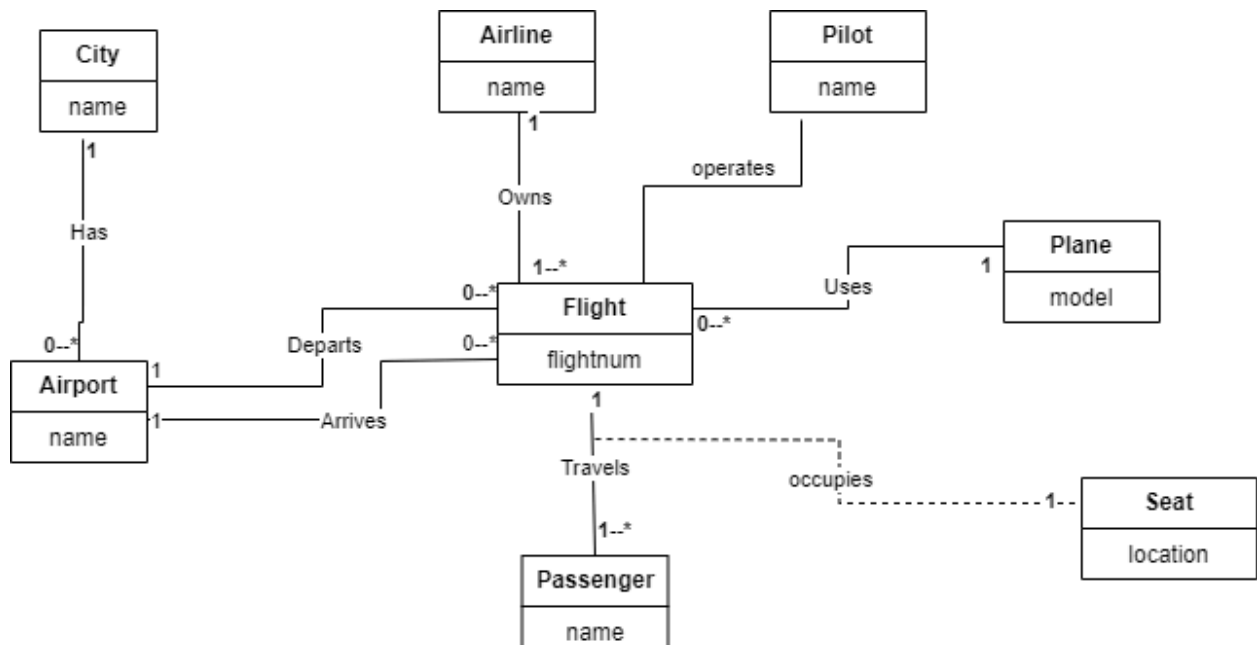 Airline
name
1
Pilot
name
City
name
1
operates
Owns
Has
Plane
model
1
Uses
1--*
0--*
Flight
flightnum
0--*
0--*
Departs
0--*
Airport
name
1
1
Arrives
1
Travels
occupies
1
Seat
location
1--*
Passenger
name